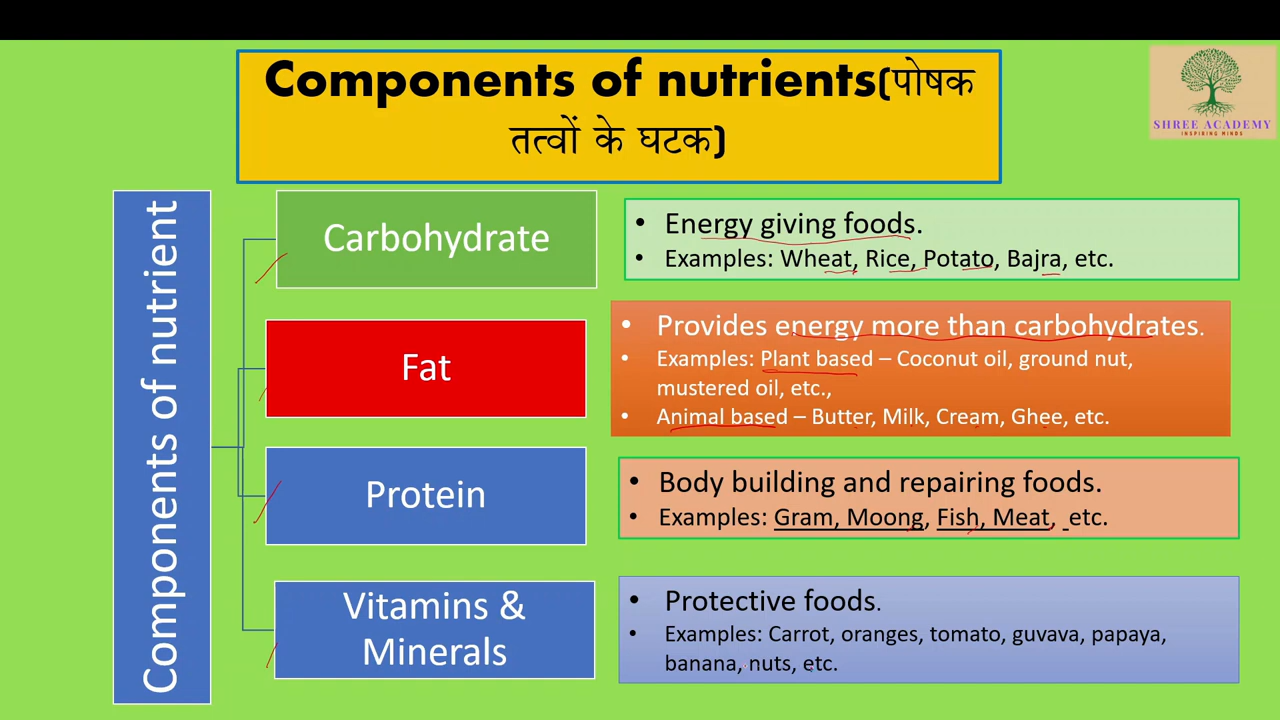 Components of nutrients(पोषक
तत्वों के घटक)
SHREE ACADEMY
INSPIRING MINDS
Components of nutrient
Carbohydrate
• Energy giving foods.
• Examples: Wheat, Rice, Potato, Bajra, etc.
Fat
• Provides energy more than carbohydrates.
• Examples: Plant based – Coconut oil, ground nut,
mustered oil, etc.,
• Animal based – Butter, Milk, Cream, Ghee, etc.
Protein
• Body building and repairing foods.
• Examples: Gram, Moong, Fish, Meat, etc.
Vitamins &
Minerals
• Protective foods.
• Examples: Carrot, oranges, tomato, guvava, papaya,
banana, nuts, etc.